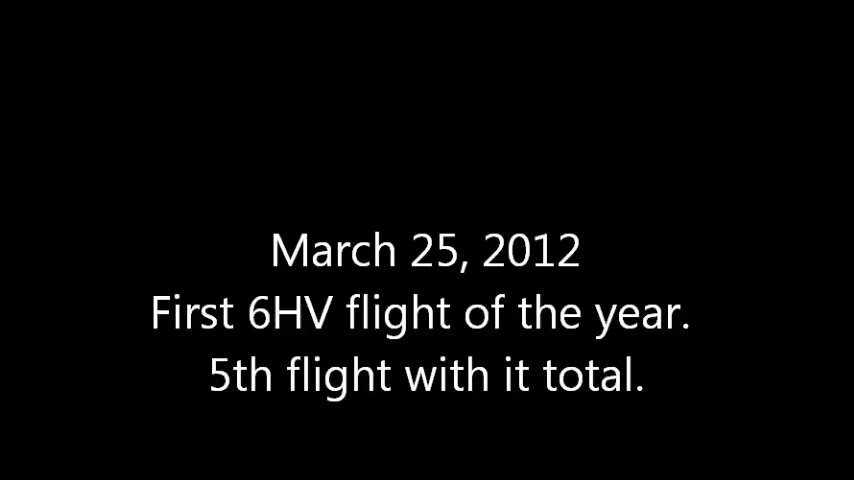 March 25, 2012
First 6HV flight of the year.
5th flight with it total.